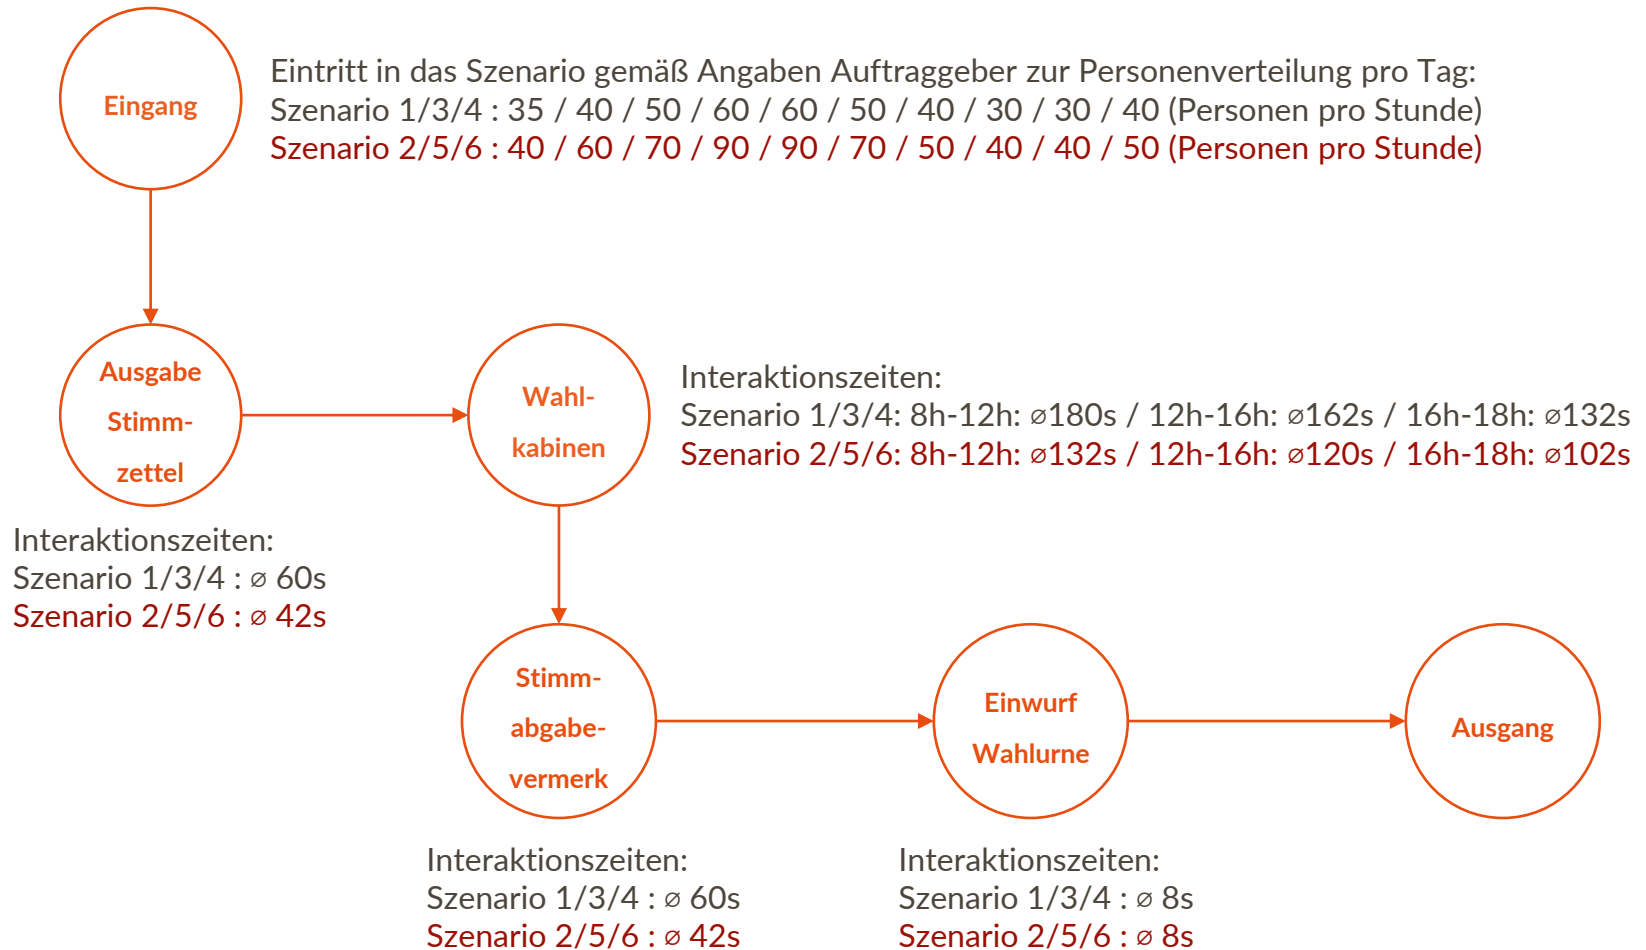 Eingang
Eintritt in das Szenario gemäß Angaben Auftraggeber zur Personenverteilung pro Tag:
Szenario 1/3/4 : 35 / 40 / 50 / 60 / 60 / 50 / 40 / 30 / 30 / 40 (Personen pro Stunde)
Szenario 2/5/6 : 40 / 60 / 70 / 90 / 90 / 70 / 50 / 40 / 40 / 50 (Personen pro Stunde)
Ausgabe
Stimm-
zettel
Interaktionszeiten:
Szenario 1/3/4 : ⌀ 60s
Szenario 2/5/6 : ⌀ 42s
Wahl-
kabinen
Interaktionszeiten:
Szenario 1/3/4: 8h-12h: ⌀180s / 12h-16h: ⌀162s / 16h-18h: ⌀132s
Szenario 2/5/6: 8h-12h: ⌀132s / 12h-16h: ⌀120s / 16h-18h: ⌀102s
Stimm-
abgabe-
vermerk
Interaktionszeiten:
Szenario 1/3/4 : ⌀ 60s
Szenario 2/5/6 : ⌀ 42s
Einwurf
Wahlurne
Interaktionszeiten:
Szenario 1/3/4 : ⌀ 8s
Szenario 2/5/6 : ⌀ 8s
Ausgang